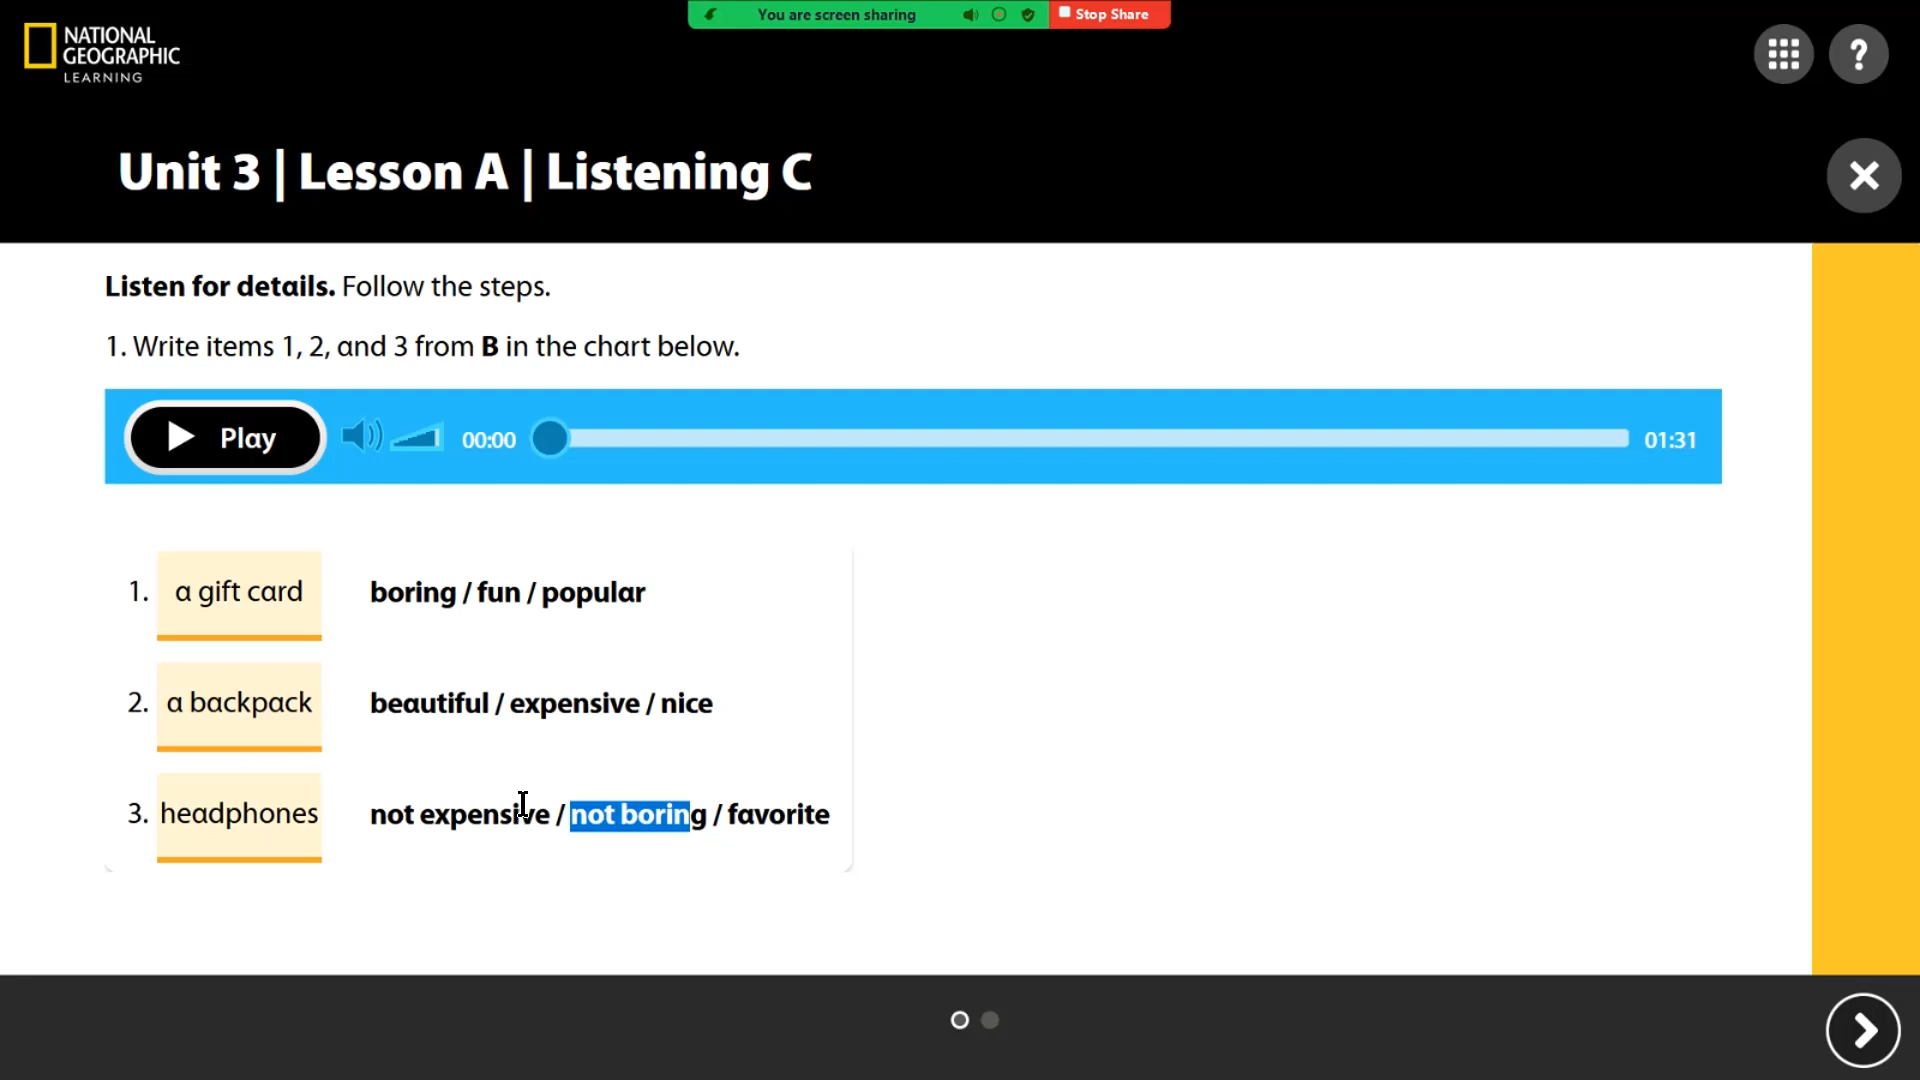 You are screen sharing
Stop Share
NATIONAL
GEOGRAPHIC
LEARNING
?
Unit 3 | Lesson A | Listening C
Listen for details. Follow the steps.
1. Write items 1, 2, and 3 from B in the chart below.
Play
00:00
01:31
1. a gift card boring / fun / popular
2. a backpack beautiful / expensive / nice
3. headphones not expensive / not boring / favorite